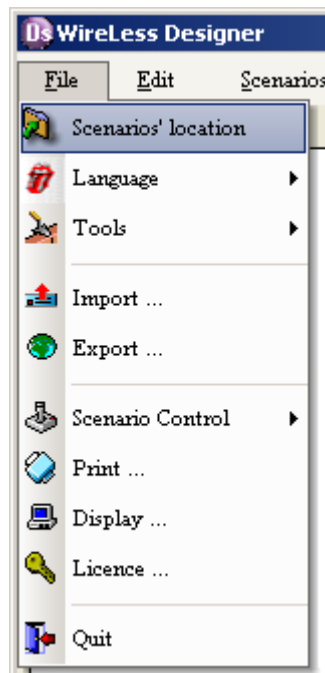 Ds WireLess Designer
File Edit Scenarios
Scenarios' location
Language
Tools
Import ...
Export ...
Scenario Control
Print ...
Display ...
Licence ...
Quit